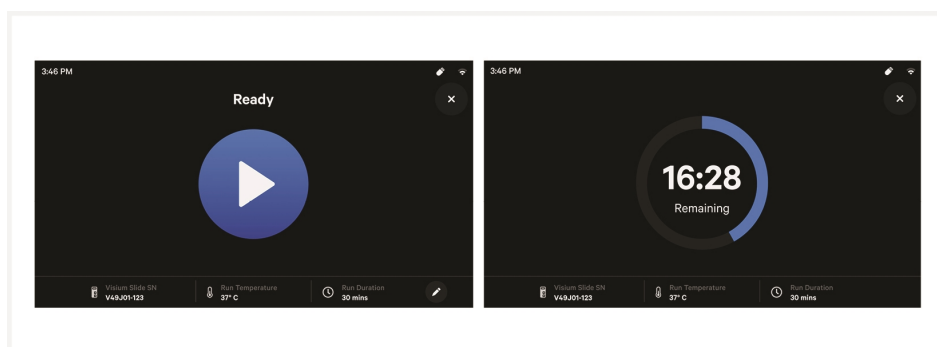 3:46 PM
Ready
Visium Slide SN
V49J01-123
Run Temperature
37° C
Run Duration
30 mins
3:46 PM
16:28
Remaining
Visium Slide SN
V49J01-123
Run Temperature
37° C
Run Duration
30 mins